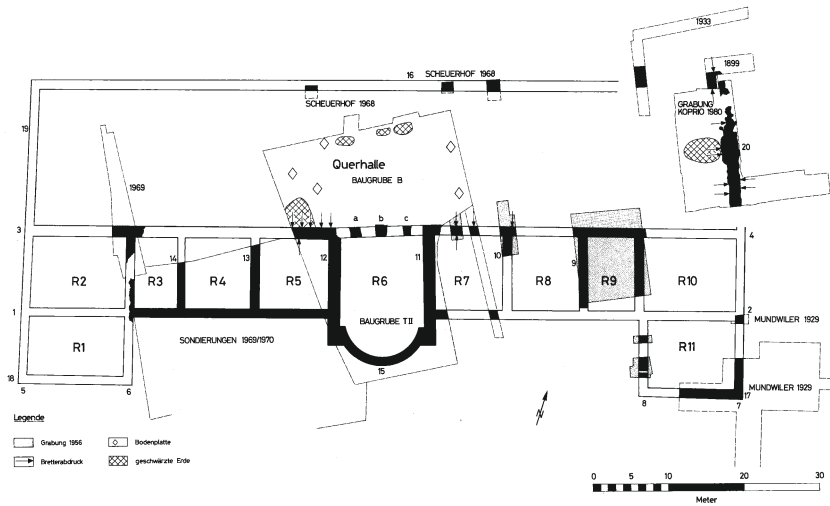 1933
16 SCHEUERHOF 1968
1899
SCHEUERHOF 1968
GRABUNG
KOPRIO 1980
19
20
Querhalle
BAUGRUBE B
1969
a b c
3
4
14
13
12
11
10
9
R2
R3
R4
R5
R6
R7
R8
R9
R10
1
2
BAUGRUBE T II
MUNDWILER 1929
SONDIERUNGEN 1969/1970
R1
R11
15
18
5
6
8
7
17
MUNDWILER 1929
N
Legende
Grabung 1956
Bodenplatte
Bretterabdruck
geschwärzte Erde
0 5 10 20 30
Meter